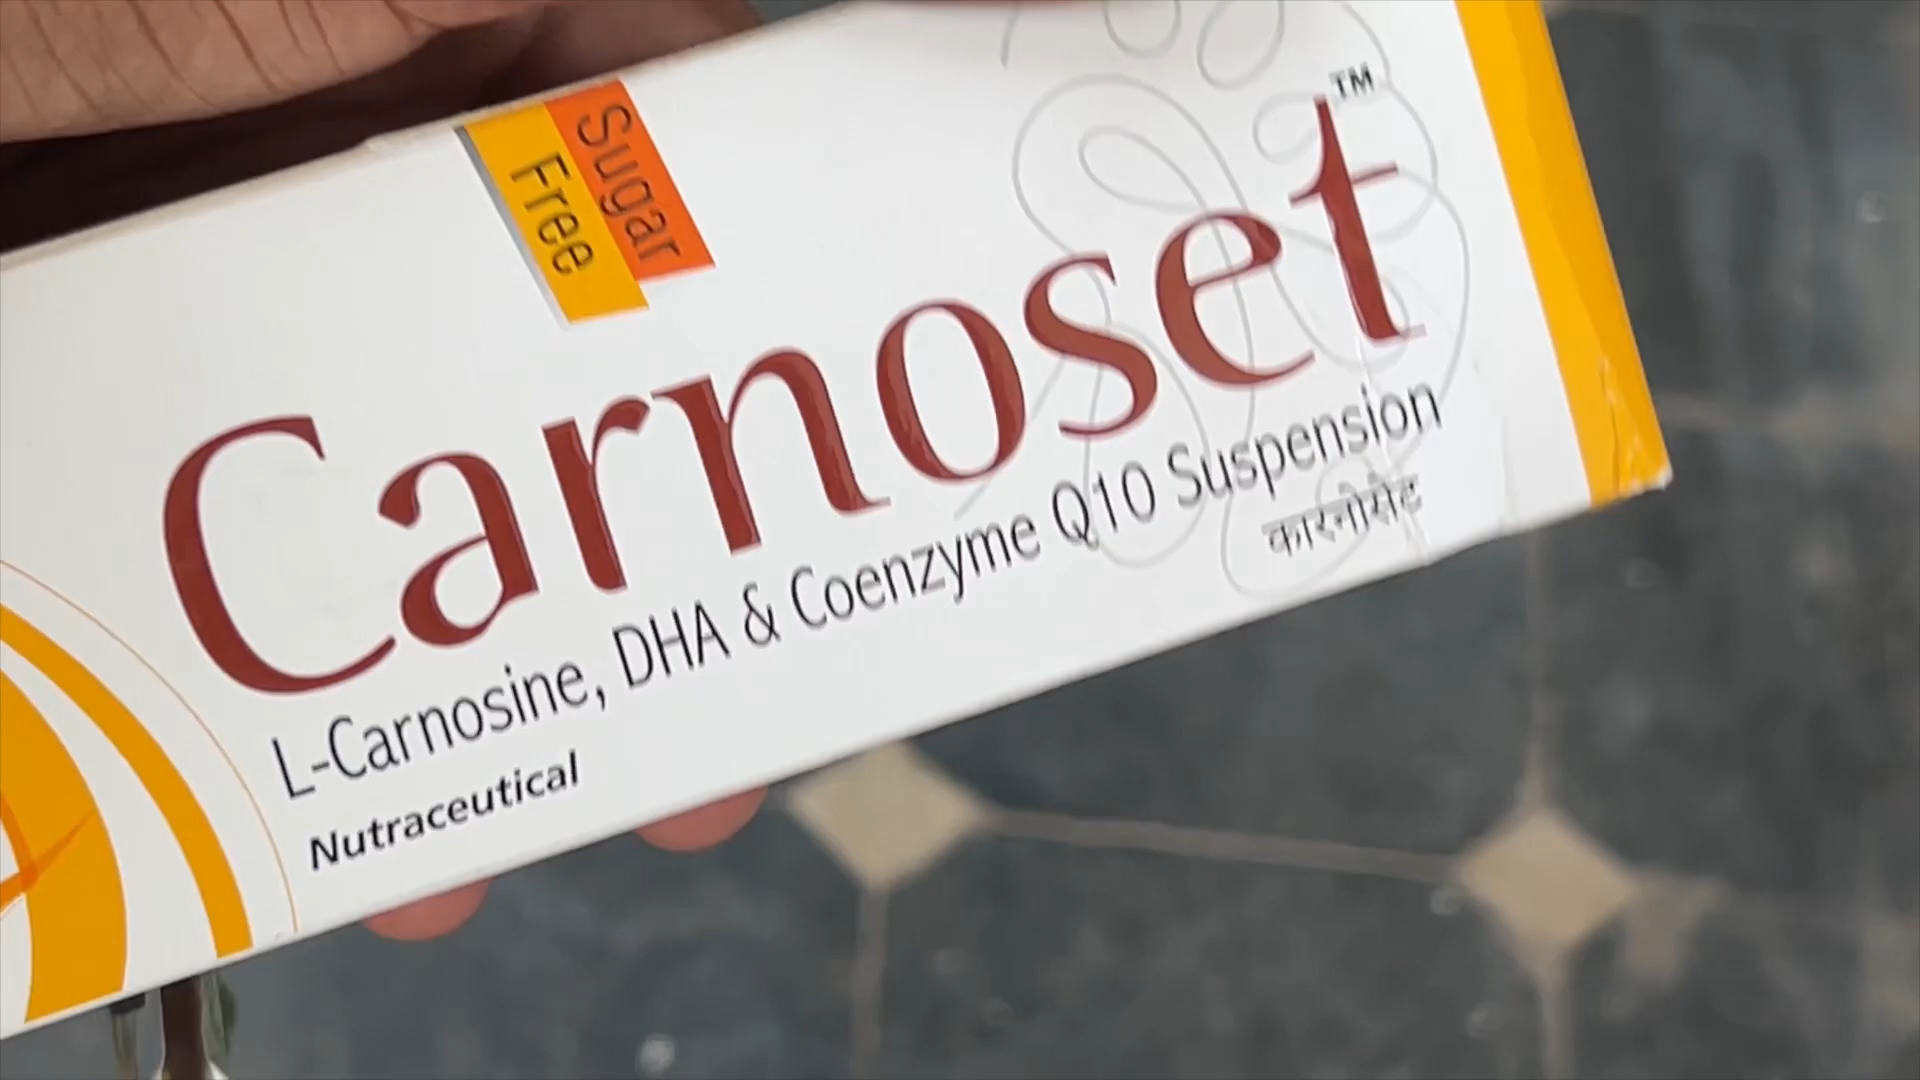 Sugar
Free
Carnoset™
L-Carnosine, DHA & Coenzyme Q10 Suspension
कारनोसेट
Nutraceutical